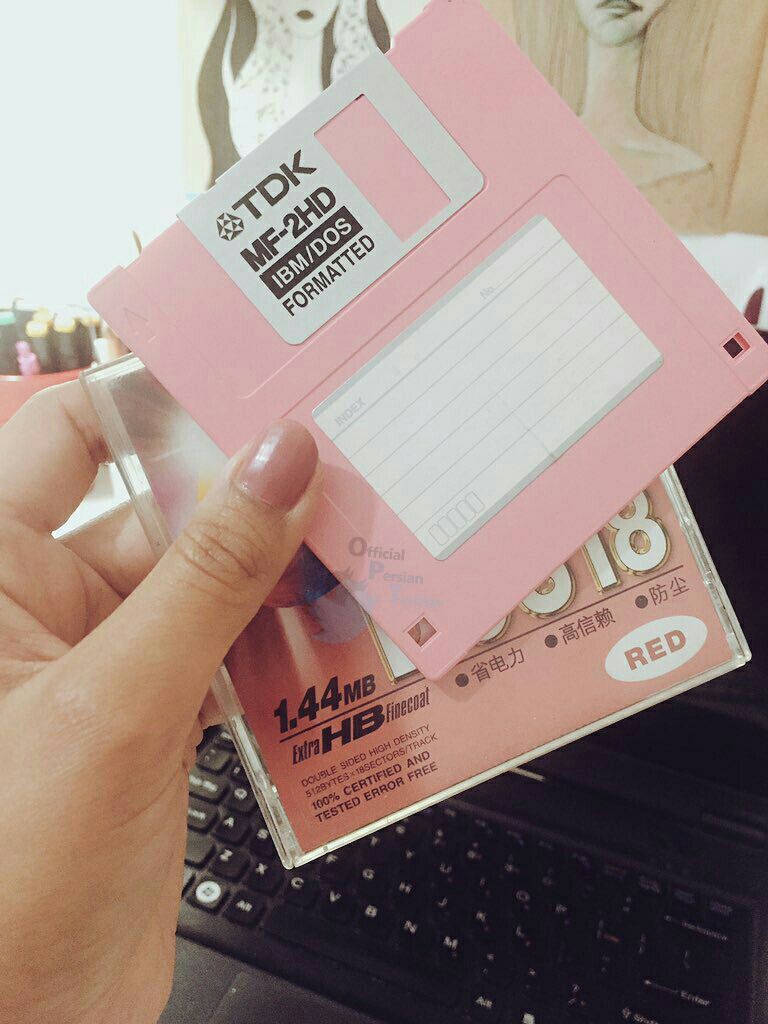 TDK
MF-2HD
IBM/DOS
FORMATTED
No.
INDEX
Official
Persian
18
●省电力 ●高信赖 ●防尘
RED
1.44MB
Extra HB Finecoat
DOUBLE SIDED HIGH DENSITY
512BYTES×18SECTORS/TRACK
100% CERTIFIED AND
TESTED ERROR FREE
A
Z X C V B N M
F G H J K L
Alt